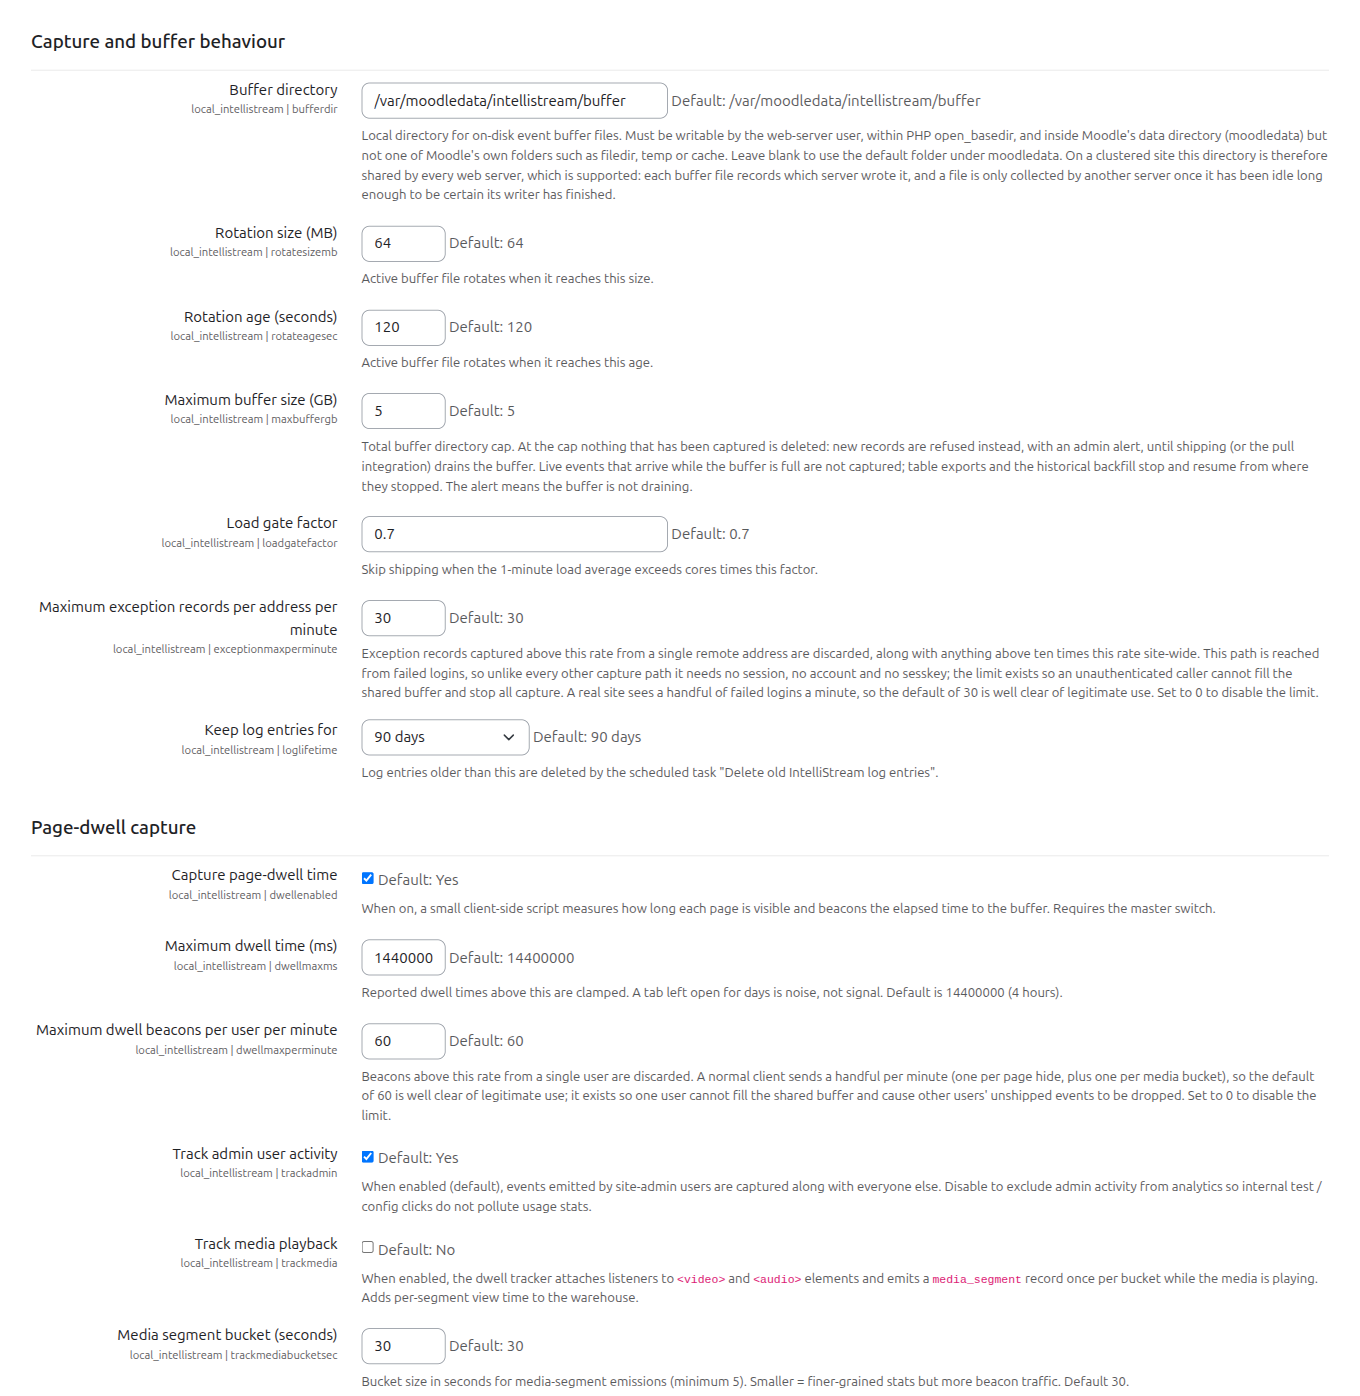 Capture and buffer behaviour
Buffer directory
local_intellistream | bufferdir
/var/moodledata/intellistream/buffer Default: /var/moodledata/intellistream/buffer
Local directory for on-disk event buffer files. Must be writable by the web-server user, within PHP open_basedir, and inside Moodle's data directory (moodledata) but
not one of Moodle's own folders such as filedir, temp or cache. Leave blank to use the default folder under moodledata. On a clustered site this directory is therefore
shared by every web server, which is supported: each buffer file records which server wrote it, and a file is only collected by another server once it has been idle long
enough to be certain its writer has finished.
Rotation size (MB)
local_intellistream | rotatesizemb
64 Default: 64
Active buffer file rotates when it reaches this size.
Rotation age (seconds)
local_intellistream | rotateagesec
120 Default: 120
Active buffer file rotates when it reaches this age.
Maximum buffer size (GB)
local_intellistream | maxbuffergb
5 Default: 5
Total buffer directory cap. At the cap nothing that has been captured is deleted: new records are refused instead, with an admin alert, until shipping (or the pull
integration) drains the buffer. Live events that arrive while the buffer is full are not captured; table exports and the historical backfill stop and resume from where
they stopped. The alert means the buffer is not draining.
Load gate factor
local_intellistream | loadgatefactor
0.7 Default: 0.7
Skip shipping when the 1-minute load average exceeds cores times this factor.
Maximum exception records per address per
minute
local_intellistream | exceptionmaxperminute
30 Default: 30
Exception records captured above this rate from a single remote address are discarded, along with anything above ten times this rate site-wide. This path is reached
from failed logins, so unlike every other capture path it needs no session, no account and no sesskey; the limit exists so an unauthenticated caller cannot fill the
shared buffer and stop all capture. A real site sees a handful of failed logins a minute, so the default of 30 is well clear of legitimate use. Set to 0 to disable the limit.
Keep log entries for
local_intellistream | loglifetime
90 days Default: 90 days
Log entries older than this are deleted by the scheduled task "Delete old IntelliStream log entries".
Page-dwell capture
Capture page-dwell time
local_intellistream | dwellenabled
Default: Yes
When on, a small client-side script measures how long each page is visible and beacons the elapsed time to the buffer. Requires the master switch.
Maximum dwell time (ms)
local_intellistream | dwellmaxms
1440000 Default: 14400000
Reported dwell times above this are clamped. A tab left open for days is noise, not signal. Default is 14400000 (4 hours).
Maximum dwell beacons per user per minute
local_intellistream | dwellmaxperminute
60 Default: 60
Beacons above this rate from a single user are discarded. A normal client sends a handful per minute (one per page hide, plus one per media bucket), so the default
of 60 is well clear of legitimate use; it exists so one user cannot fill the shared buffer and cause other users' unshipped events to be dropped. Set to 0 to disable the
limit.
Track admin user activity
local_intellistream | trackadmin
Default: Yes
When enabled (default), events emitted by site-admin users are captured along with everyone else. Disable to exclude admin activity from analytics so internal test /
config clicks do not pollute usage stats.
Track media playback
local_intellistream | trackmedia
Default: No
When enabled, the dwell tracker attaches listeners to <video> and <audio> elements and emits a media_segment record once per bucket while the media is playing.
Adds per-segment view time to the warehouse.
Media segment bucket (seconds)
local_intellistream | trackmediabucketsec
30 Default: 30
Bucket size in seconds for media-segment emissions (minimum 5). Smaller = finer-grained stats but more beacon traffic. Default 30.